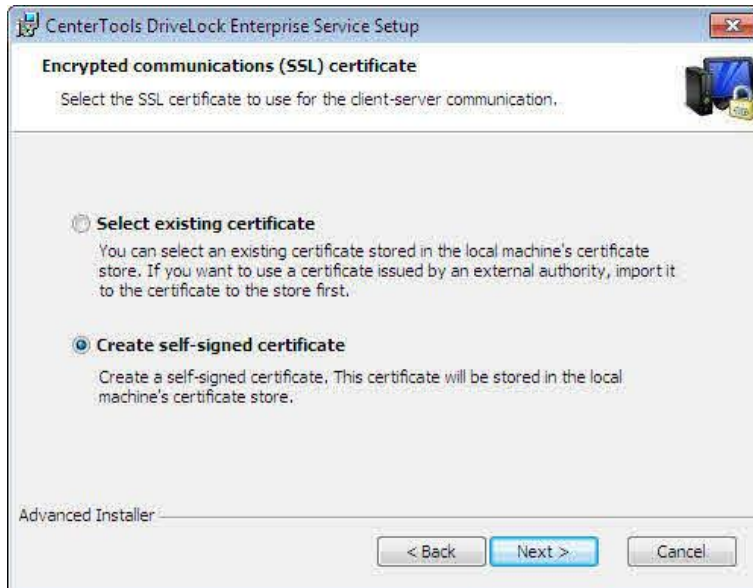 CenterTools DriveLock Enterprise Service Setup
Encrypted communications (SSL) certificate
Select the SSL certificate to use for the client-server communication.
Select existing certificate
You can select an existing certificate stored in the local machine's certificate
store. If you want to use a certificate issued by an external authority, import it
to the certificate to the store first.
Create self-signed certificate
Create a self-signed certificate. This certificate will be stored in the local
machine's certificate store.
Advanced Installer
< Back Next > Cancel